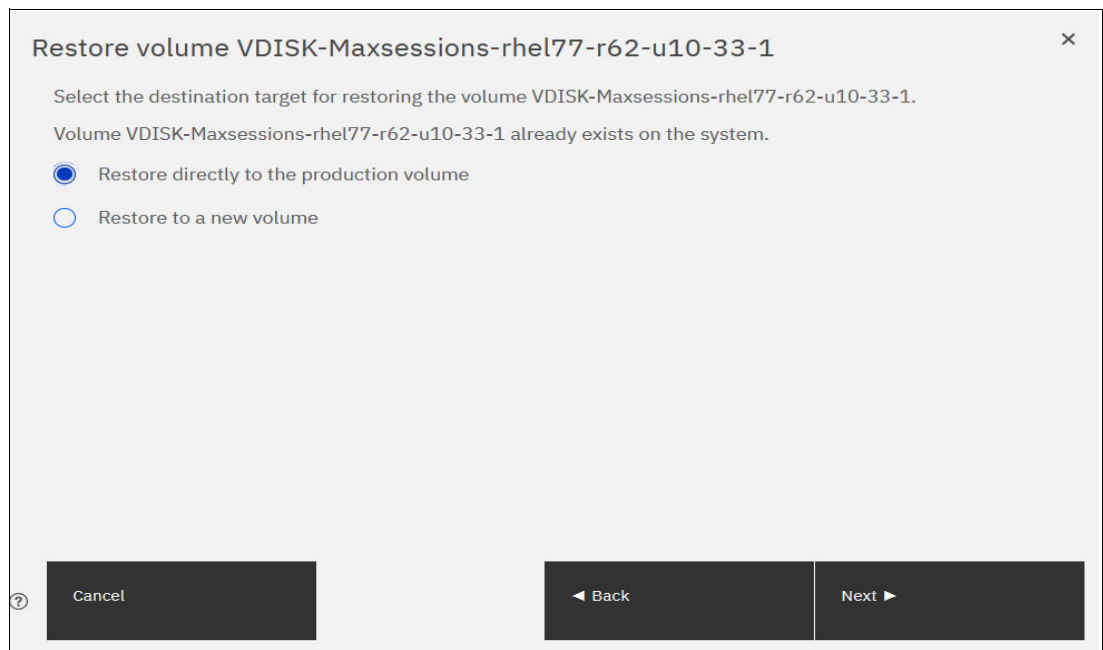 Restore volume VDISK-Maxsessions-rhel77-r62-u10-33-1
×
Select the destination target for restoring the volume VDISK-Maxsessions-rhel77-r62-u10-33-1.
Volume VDISK-Maxsessions-rhel77-r62-u10-33-1 already exists on the system.
Restore directly to the production volume
Restore to a new volume
?
Cancel
◄ Back
Next ►